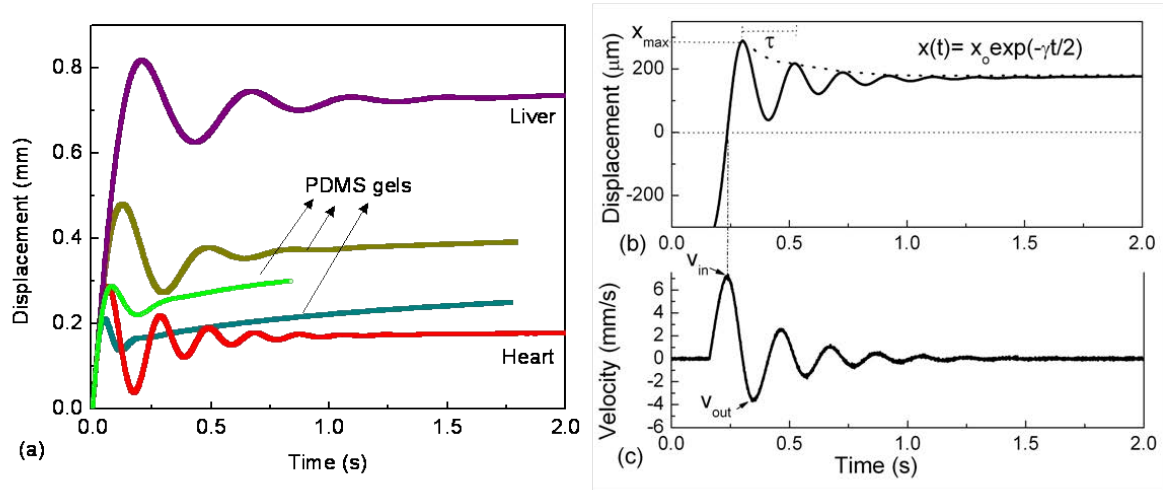 0.8
0.6
0.4
0.2
0.0
Displacement (mm)
Liver
PDMS gels
Heart
0.0 0.5 1.0 1.5 2.0
(a)
Time (s)
x_max
τ
x(t)= x_o exp(-γt/2)
200
0
-200
Displacement (μm)
(b)
0.0 0.5 1.0 1.5 2.0
v_in
6
4
2
0
-2
-4
-6
Velocity (mm/s)
v_out
(c)
0.0 0.5 1.0 1.5 2.0
Time (s)